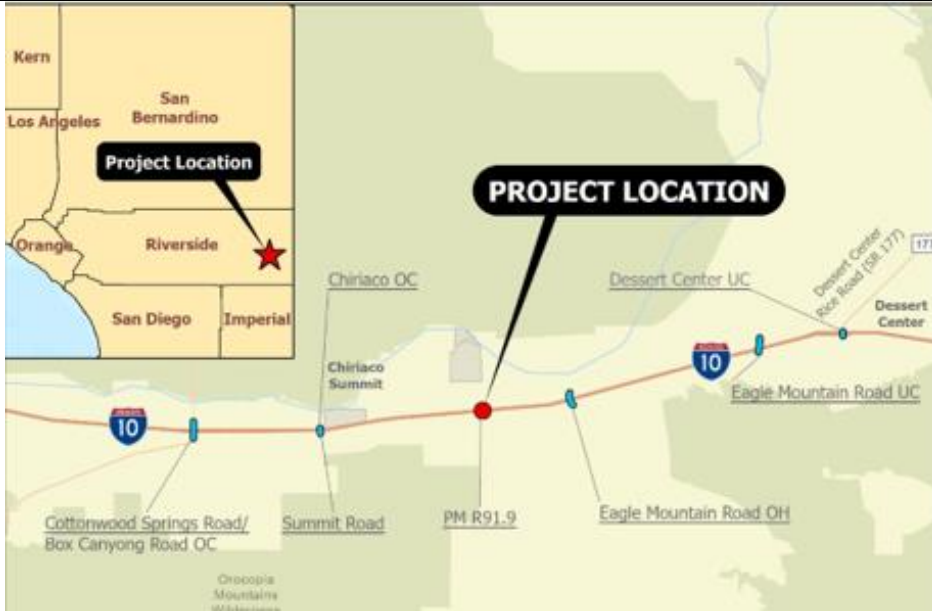 Kern
San
Bernardino
Los Angeles
Project Location
Orange
Riverside
San Diego
Imperial
PROJECT LOCATION
Chiriaco OC
Dessert Center UC
Dessert Center
Rice Road (SR 177)
177
Dessert
Center
Chiriaco
Summit
10
10
Eagle Mountain Road UC
Cottonwood Springs Road/
Box Canyong Road OC
Summit Road
PM R91.9
Eagle Mountain Road OH
Orocopia
Mountains
Wilderness